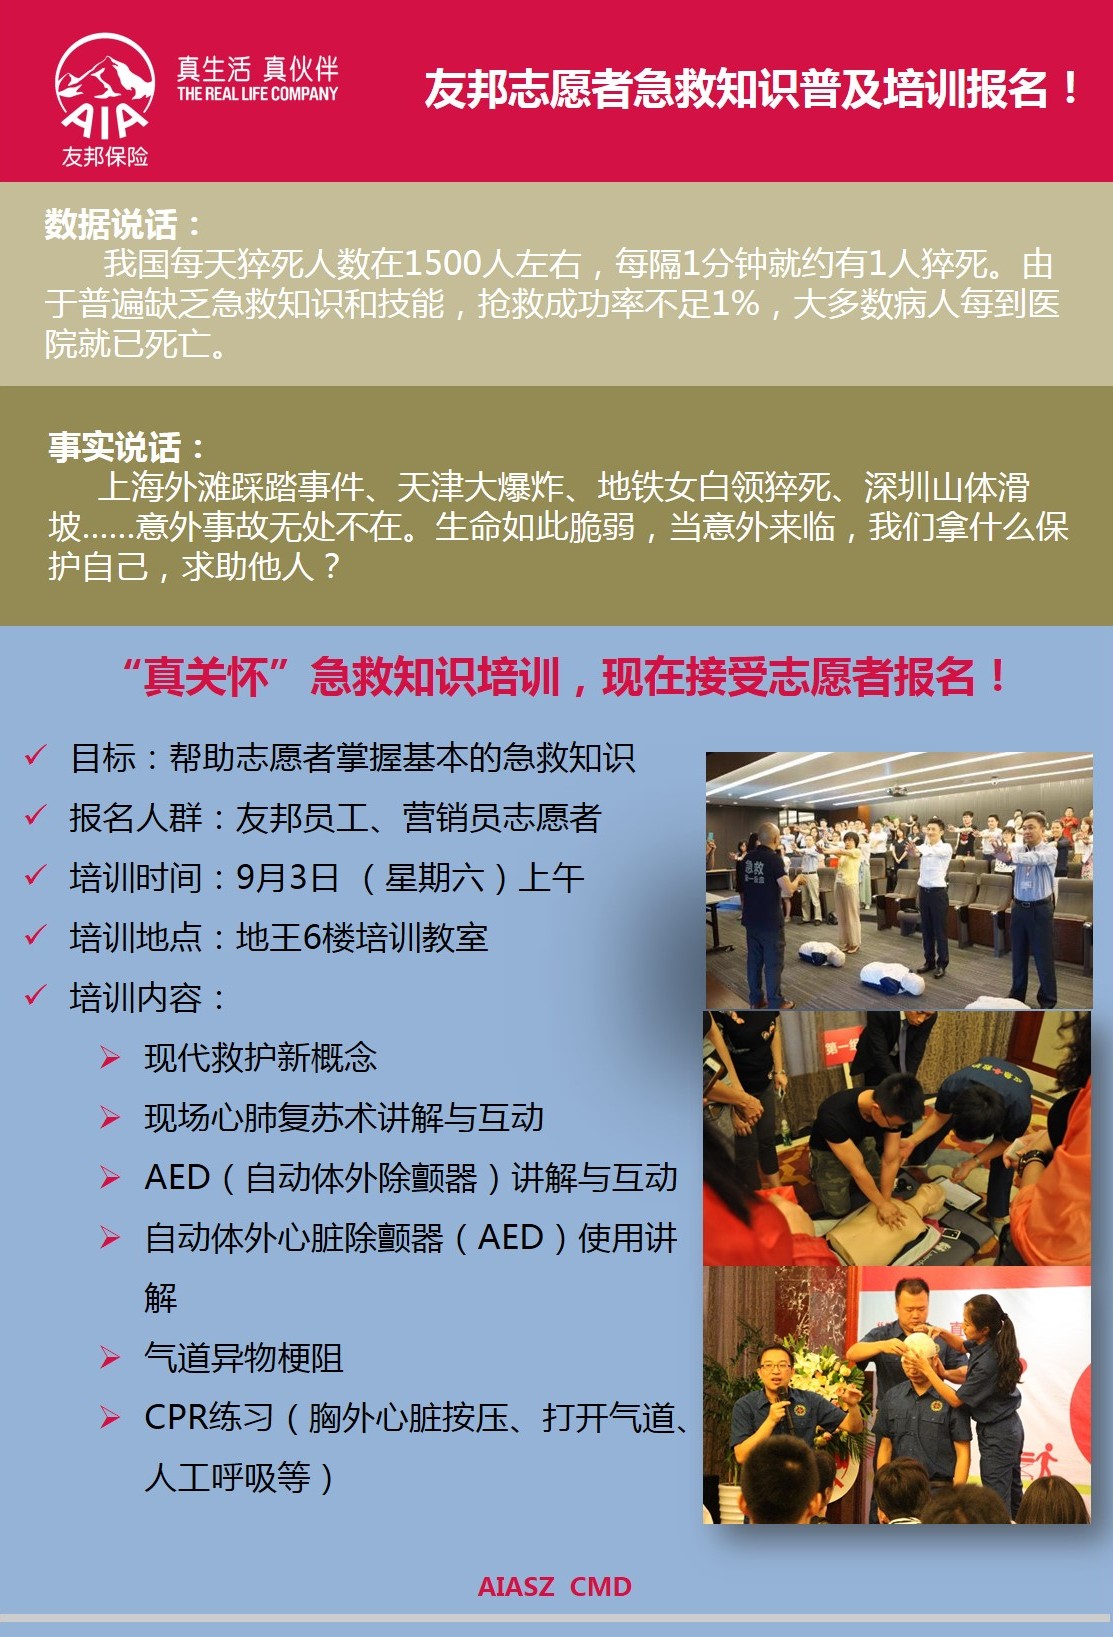 真生活 真伙伴
THE REAL LIFE COMPANY
AIA
友邦保险
友邦志愿者急救知识普及培训报名！
数据说话：
我国每天猝死人数在1500人左右，每隔1分钟就约有1人猝死。由
于普遍缺乏急救知识和技能，抢救成功率不足1%，大多数病人每到医
院就已死亡。
事实说话：
上海外滩踩踏事件、天津大爆炸、地铁女白领猝死、深圳山体滑
坡......意外事故无处不在。生命如此脆弱，当意外来临，我们拿什么保
护自己，求助他人？
“真关怀”急救知识培训，现在接受志愿者报名！
目标：帮助志愿者掌握基本的急救知识
报名人群：友邦员工、营销员志愿者
培训时间：9月3日 （星期六）上午
培训地点：地王6楼培训教室
培训内容：
现代救护新概念
现场心肺复苏术讲解与互动
AED（自动体外除颤器）讲解与互动
自动体外心脏除颤器（AED）使用讲
解
气道异物梗阻
CPR练习（胸外心脏按压、打开气道、
人工呼吸等）
急救
第一
AIASZ CMD